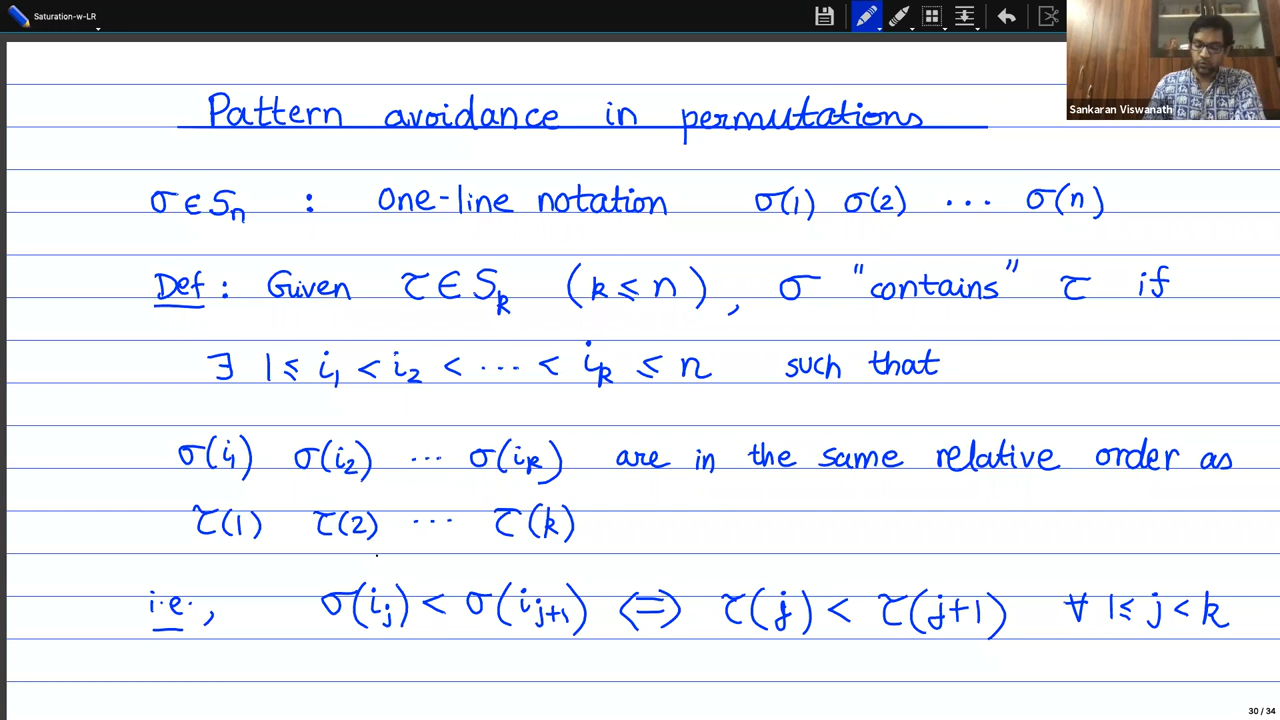 Saturation-w-LR
Sankaran Viswanath
Pattern avoidance in permutations
σ ∈ Sₙ : one-line notation σ(1) σ(2) ⋯ σ(n)
Def : Given τ ∈ Sₖ (k ≤ n), σ "contains" τ if
∃ 1 ≤ i₁ < i₂ < ⋯ < iₖ ≤ n such that
σ(i₁) σ(i₂) ⋯ σ(iₖ) are in the same relative order as
τ(1) τ(2) ⋯ τ(k)
i.e., σ(i_j) < σ(i_{j+1}) ⟺ τ(j) < τ(j+1) ∀ 1 ≤ j < k
30 / 34